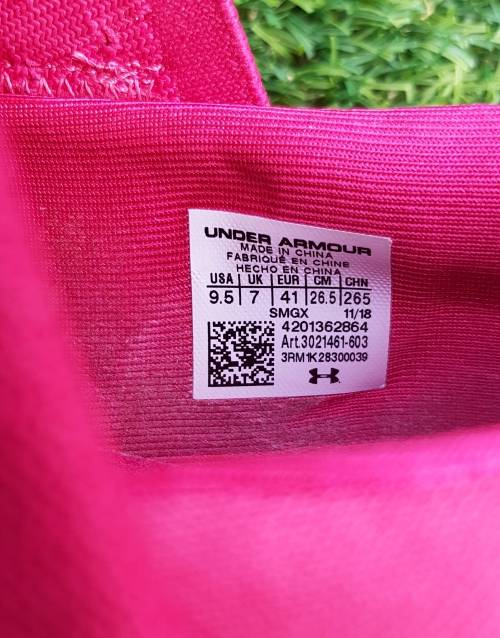 UNDER ARMOUR
MADE IN CHINA
FABRIQUÉ EN CHINE
HECHO EN CHINA
USA UK EUR CM CHN
9.5 7 41 26.5 265
SMGX 11/18
4201362864
Art.3021461-603
3RM1K28300039